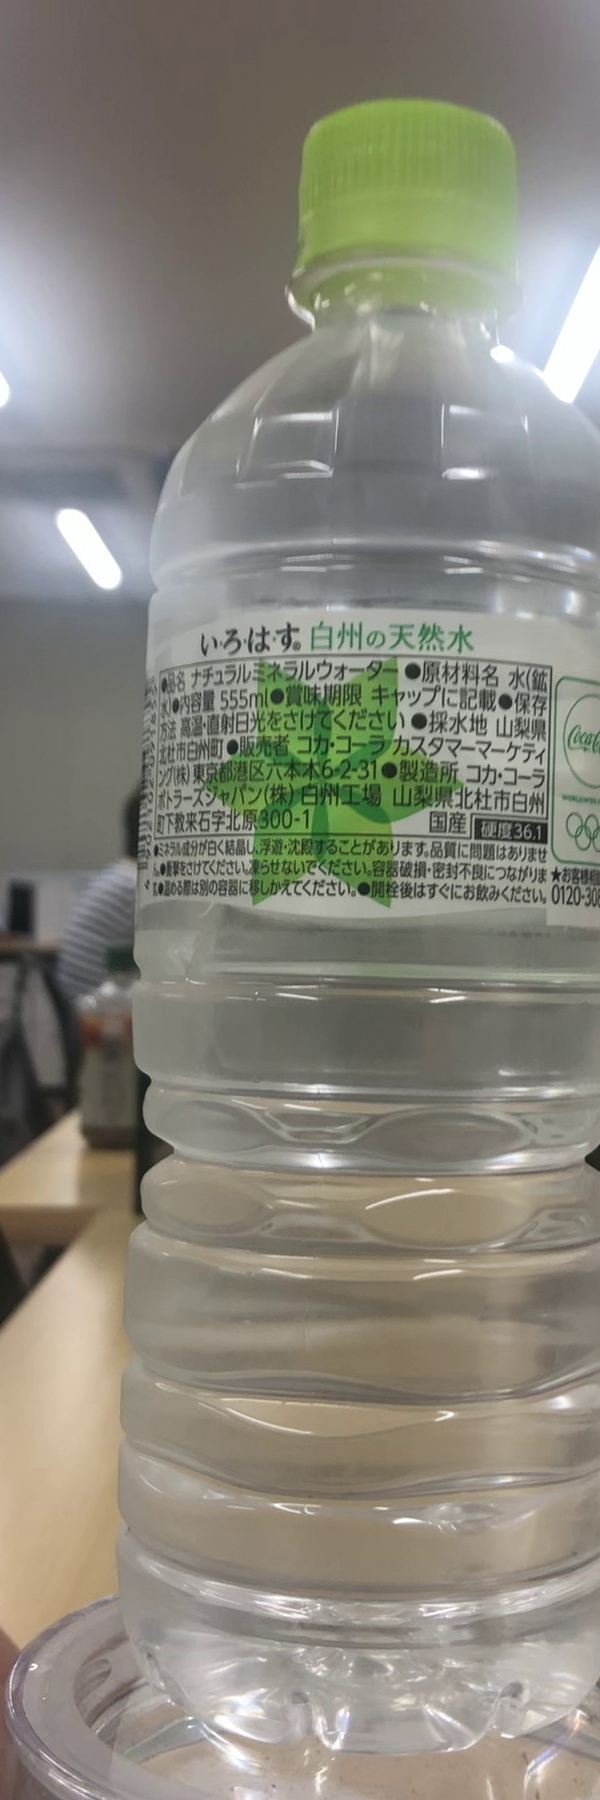 い・ろ・は・す® 白州の天然水
●品名 ナチュラルミネラルウォーター ●原材料名 水(鉱
水)●内容量 555ml●賞味期限 キャップに記載●保存
方法 高温・直射日光をさけてください ●採水地 山梨県
北杜市白州町●販売者 コカ・コーラ カスタマーマーケティ
ング(株) 東京都港区六本木6-2-31●製造所 コカ・コーラ
ボトラーズジャパン(株) 白州工場 山梨県北杜市白州
町下教来石字北原300-1 国産 硬度36.1
●ミネラル成分が白く結晶し、浮遊・沈殿することがあります。品質に問題はありませ
ん。●衝撃をさけてください。凍らせないでください。容器破損・密封不良につながりま
す。●温める際は別の容器に移しかえてください。●開栓後はすぐにお飲みください。
Coca-C
WORLDWIDE
★お客様相
0120-308